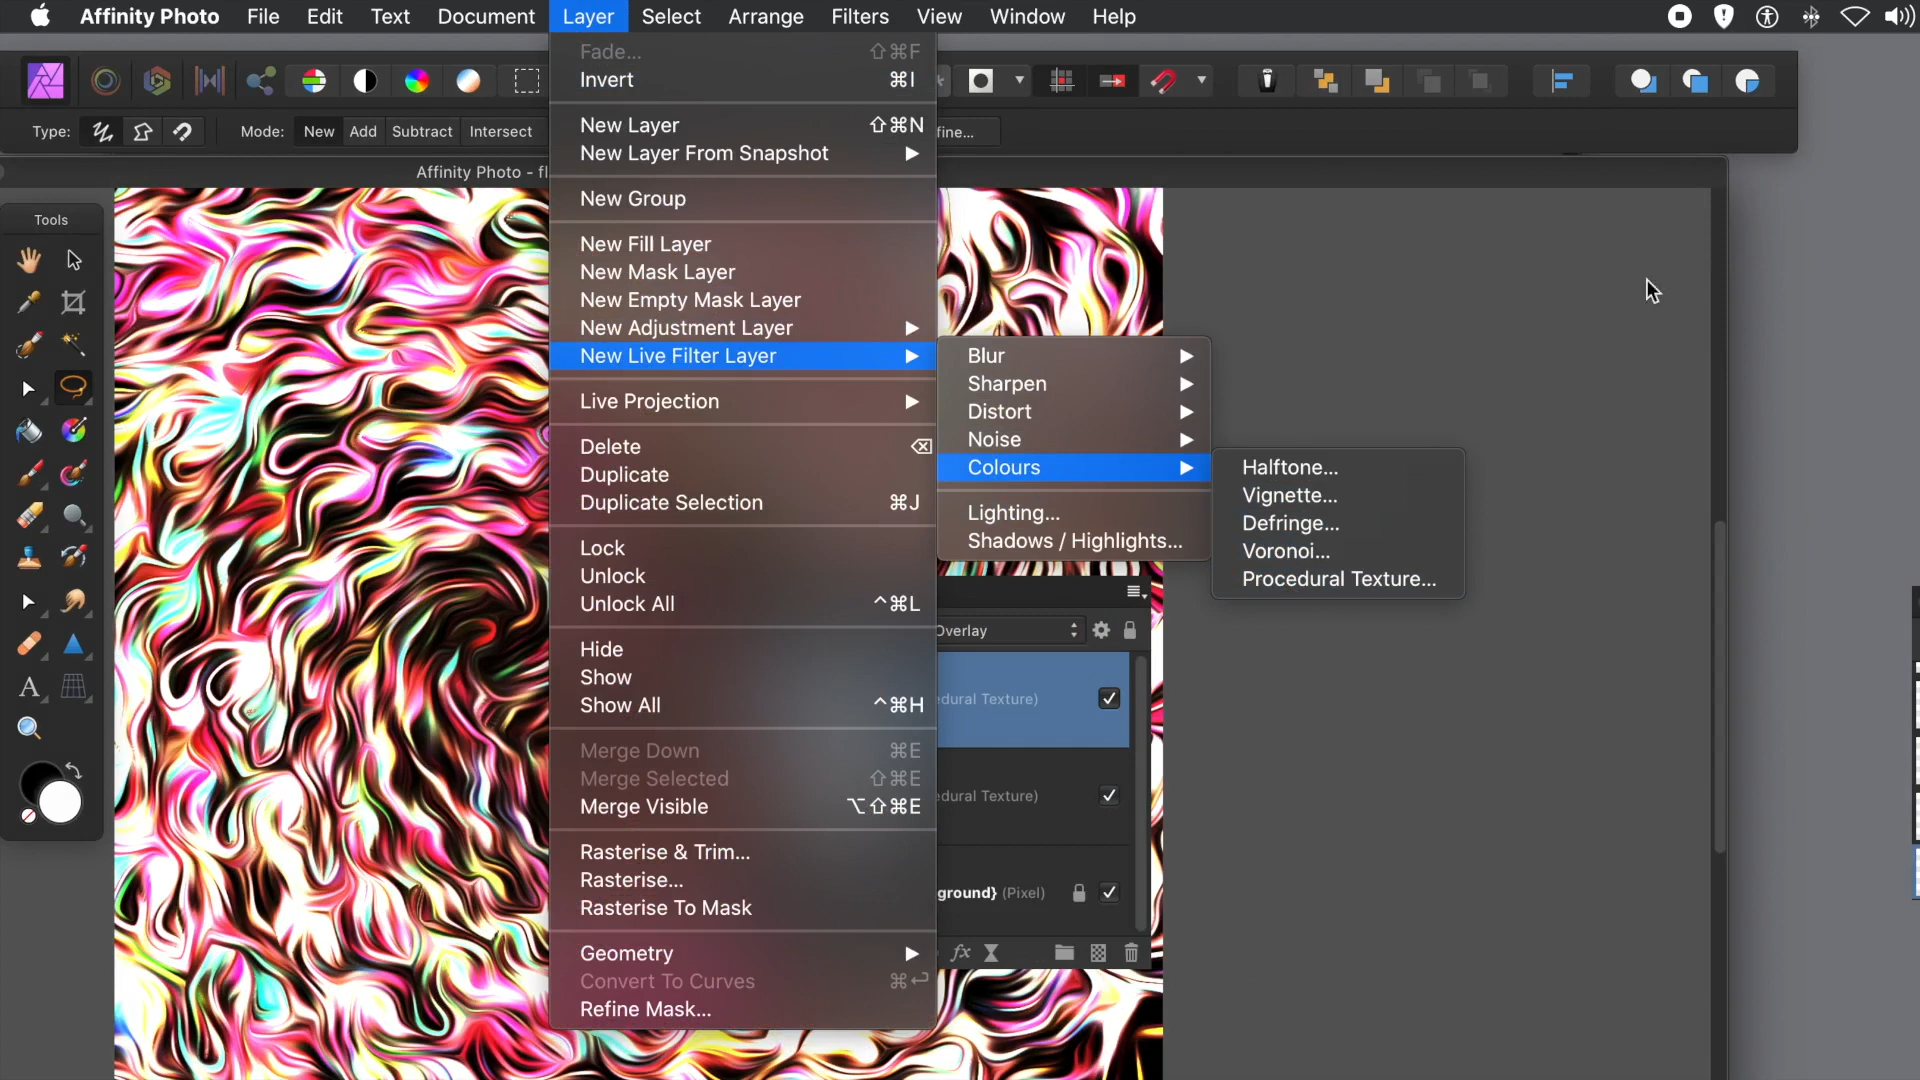 Affinity Photo File Edit Text Document Layer Select Arrange Filters View Window Help
Fade... ⇧⌘F
Invert ⌘I
Type: Mode: New Add Subtract Intersect
New Layer ⇧⌘N
New Layer From Snapshot
Affinity Photo - fl
New Group
Tools
New Fill Layer
New Mask Layer
New Empty Mask Layer
New Adjustment Layer
New Live Filter Layer
Live Projection
Delete ⌫
Duplicate
Duplicate Selection ⌘J
Lock
Unlock
Unlock All ^⌘L
Hide
Show
Show All ^⌘H
Merge Down ⌘E
Merge Selected ⇧⌘E
Merge Visible ⌥⇧⌘E
Rasterise & Trim...
Rasterise...
Rasterise To Mask
Geometry
Convert To Curves ⌘↩
Refine Mask...
Blur
Sharpen
Distort
Noise
Colours
Lighting...
Shadows / Highlights...
Halftone...
Vignette...
Defringe...
Voronoi...
Procedural Texture...
fine...
Overlay
edural Texture)
edural Texture)
ground} (Pixel)
fx
A